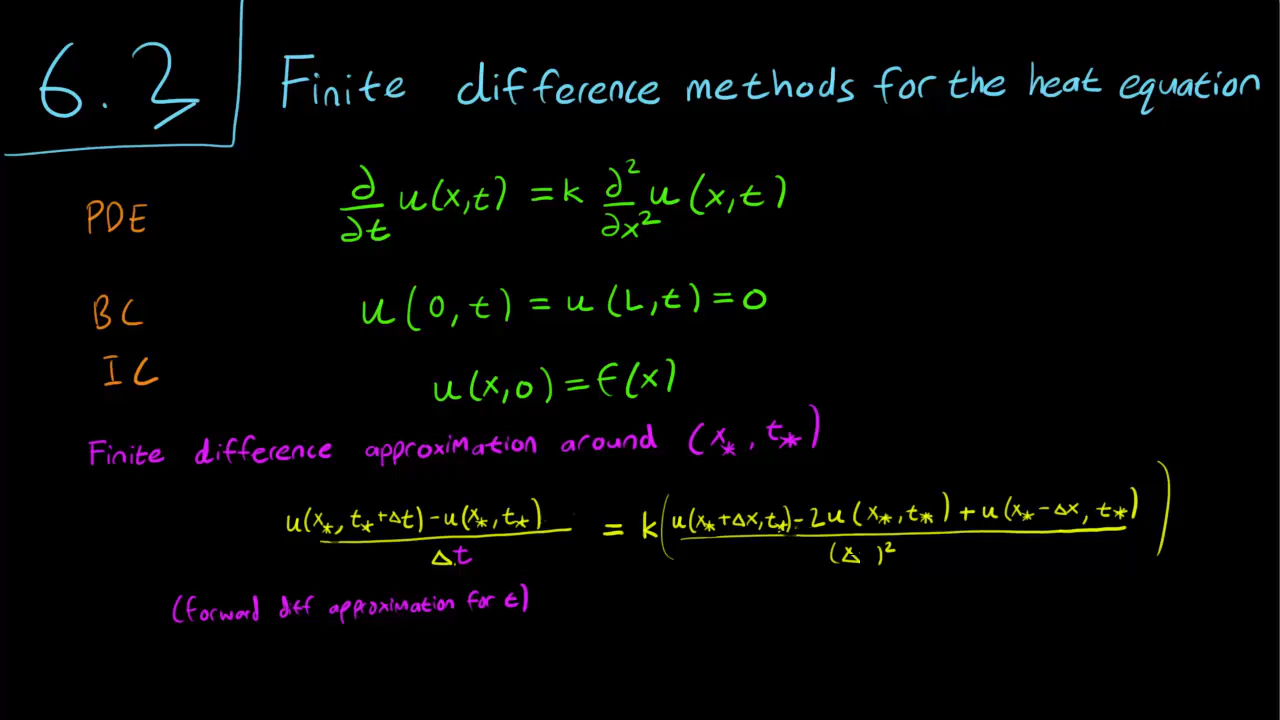 6.3 Finite difference methods for the heat equation
PDE ∂/∂t u(x,t) = k ∂²/∂x² u(x,t)
BC u(0,t) = u(L,t) = 0
IC u(x,0) = f(x)
Finite difference approximation around (x*, t*)
(u(x*, t*+Δt) - u(x*, t*))/Δt = k((u(x*+Δx, t*) - 2u(x*, t*) + u(x*-Δx, t*))/(Δ )²)
(forward diff approximation for t)